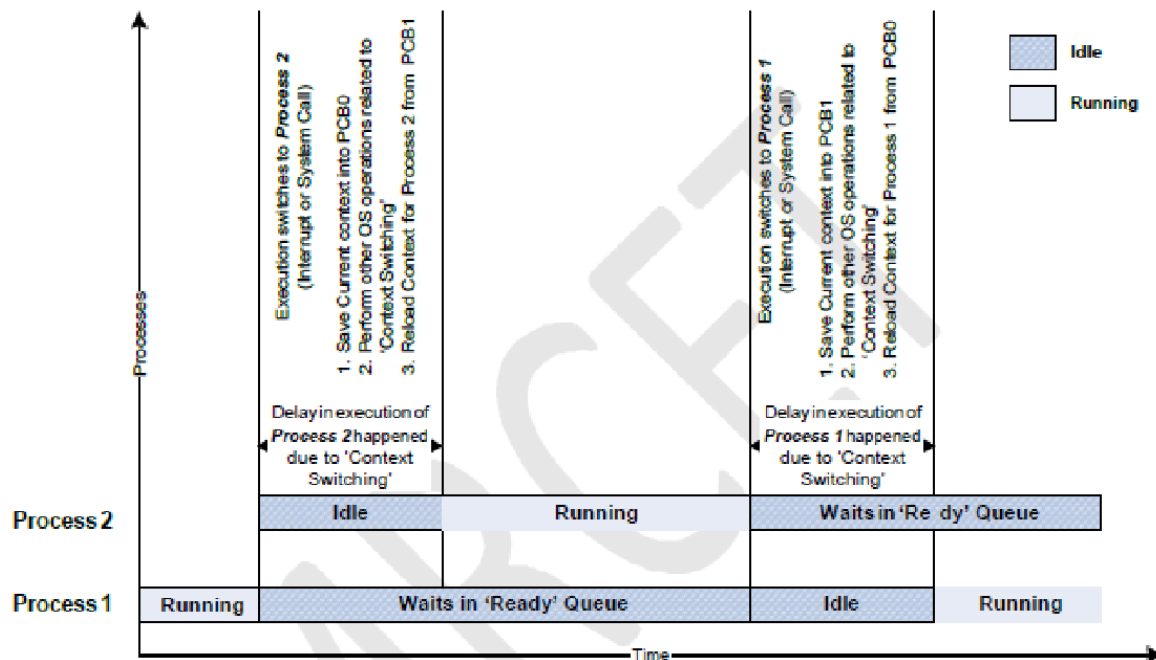 Idle
Running
Execution switches to Process 2
(Interrupt or System Call)
1. Save Current context into PCB0
2. Perform other OS operations related to
'Context Switching'
3. Reload Context for Process 2 from PCB1
Execution switches to Process 1
(Interrupt or System Call)
1. Save Current context into PCB1
2. Perform other OS operations related to
'Context Switching'
3. Reload Context for Process 1 from PCB0
Processes
Delay in execution of
Process 2 happened
due to 'Context
Switching'
Delay in execution of
Process 1 happened
due to 'Context
Switching'
Process 2
Idle
Running
Waits in 'Re dy' Queue
Process 1
Running
Waits in 'Ready' Queue
Idle
Running
Time